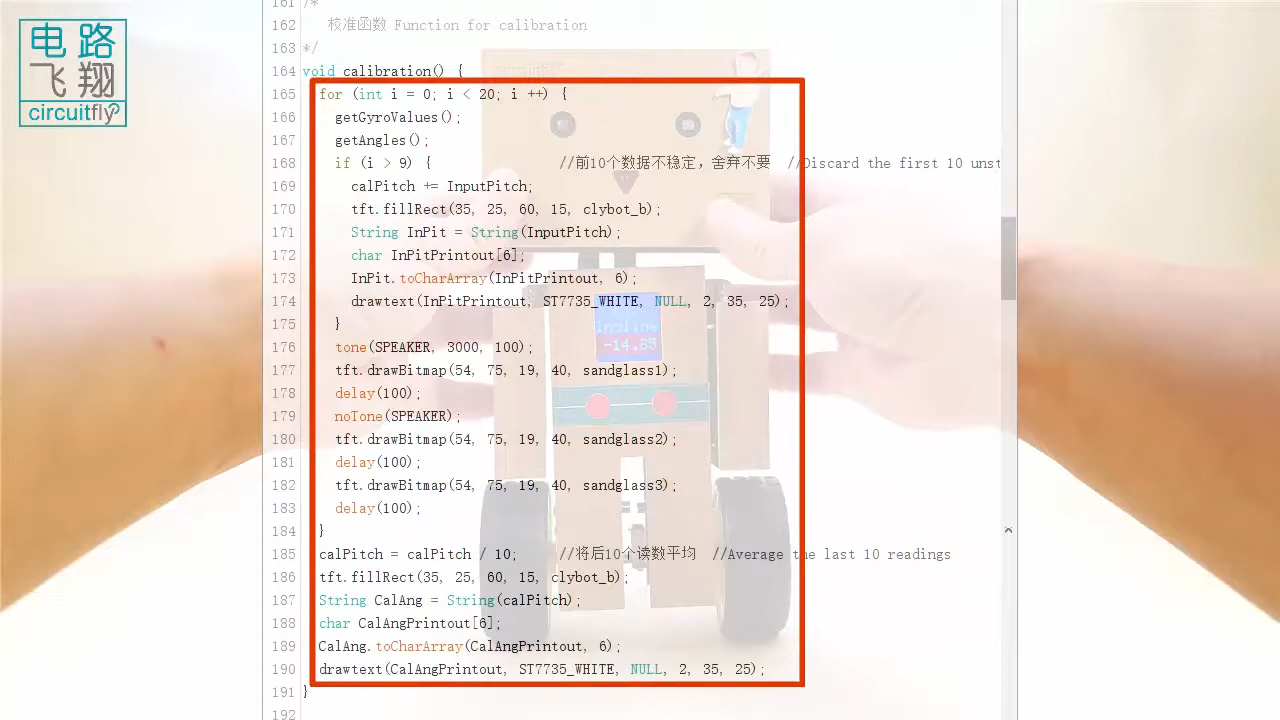 电路
飞翔
circuitfly
161 /*
162 校准函数 Function for calibration
163 */
164 void calibration() {
165 for (int i = 0; i < 20; i ++) {
166 getGyroValues();
167 getAngles();
168 if (i > 9) { //前10个数据不稳定，舍弃不要 //Discard the first 10 unst
169 calPitch += InputPitch;
170 tft.fillRect(35, 25, 60, 15, clybot_b);
171 String InPit = String(InputPitch);
172 char InPitPrintout[6];
173 InPit.toCharArray(InPitPrintout, 6);
174 drawtext(InPitPrintout, ST7735_WHITE, NULL, 2, 35, 25);
175 }
176 tone(SPEAKER, 3000, 100);
177 tft.drawBitmap(54, 75, 19, 40, sandglass1);
178 delay(100);
179 noTone(SPEAKER);
180 tft.drawBitmap(54, 75, 19, 40, sandglass2);
181 delay(100);
182 tft.drawBitmap(54, 75, 19, 40, sandglass3);
183 delay(100);
184 }
185 calPitch = calPitch / 10; //将后10个读数平均 //Average the last 10 readings
186 tft.fillRect(35, 25, 60, 15, clybot_b);
187 String CalAng = String(calPitch);
188 char CalAngPrintout[6];
189 CalAng.toCharArray(CalAngPrintout, 6);
190 drawtext(CalAngPrintout, ST7735_WHITE, NULL, 2, 35, 25);
191 }
192
-14.85